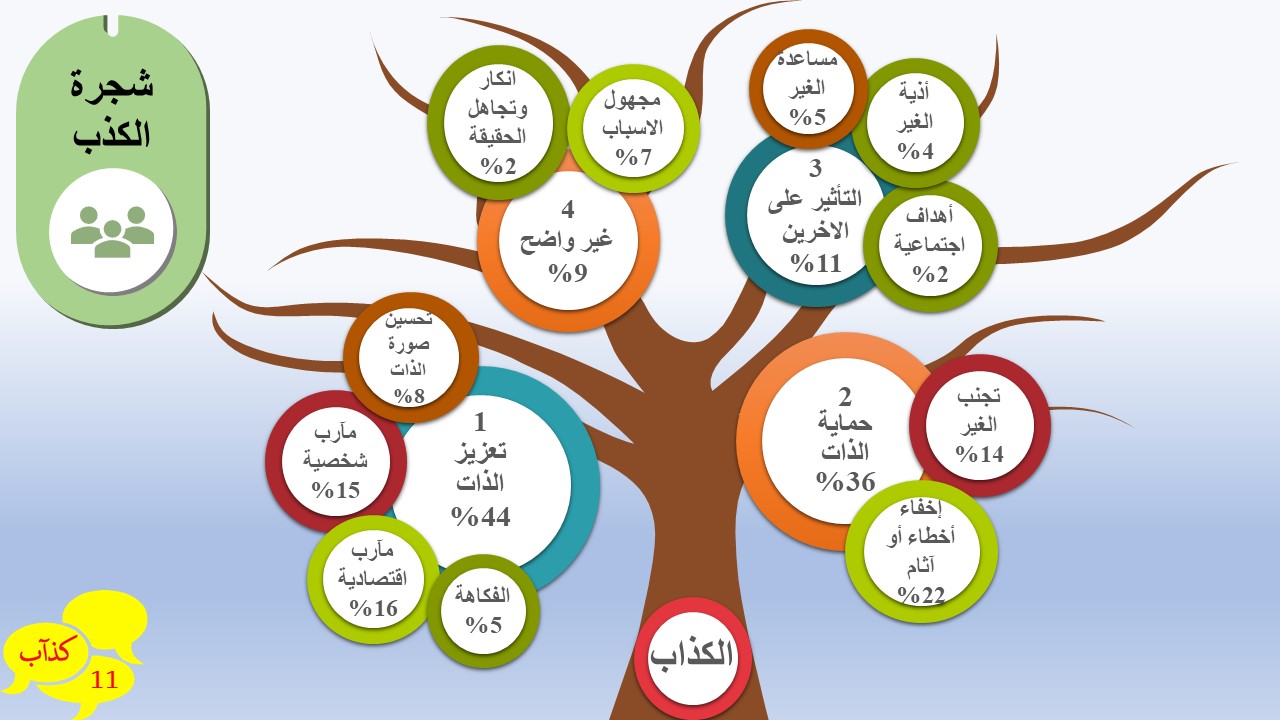 شجرة
الكذب
انكار
وتجاهل
الحقيقة
%2
مجهول
الاسباب
%7
4
غير واضح
%9
مساعدة
الغير
%5
أذية
الغير
%4
3
التأثير على
الاخرين
%11
أهداف
اجتماعية
%2
تحسين
صورة
الذات
%8
مآرب
شخصية
%15
1
تعزيز
الذات
%44
مآرب
اقتصادية
%16
الفكاهة
%5
2
حماية
الذات
%36
تجنب
الغير
%14
إخفاء
أخطاء أو
آثام
%22
الكذاب
كذآب
11